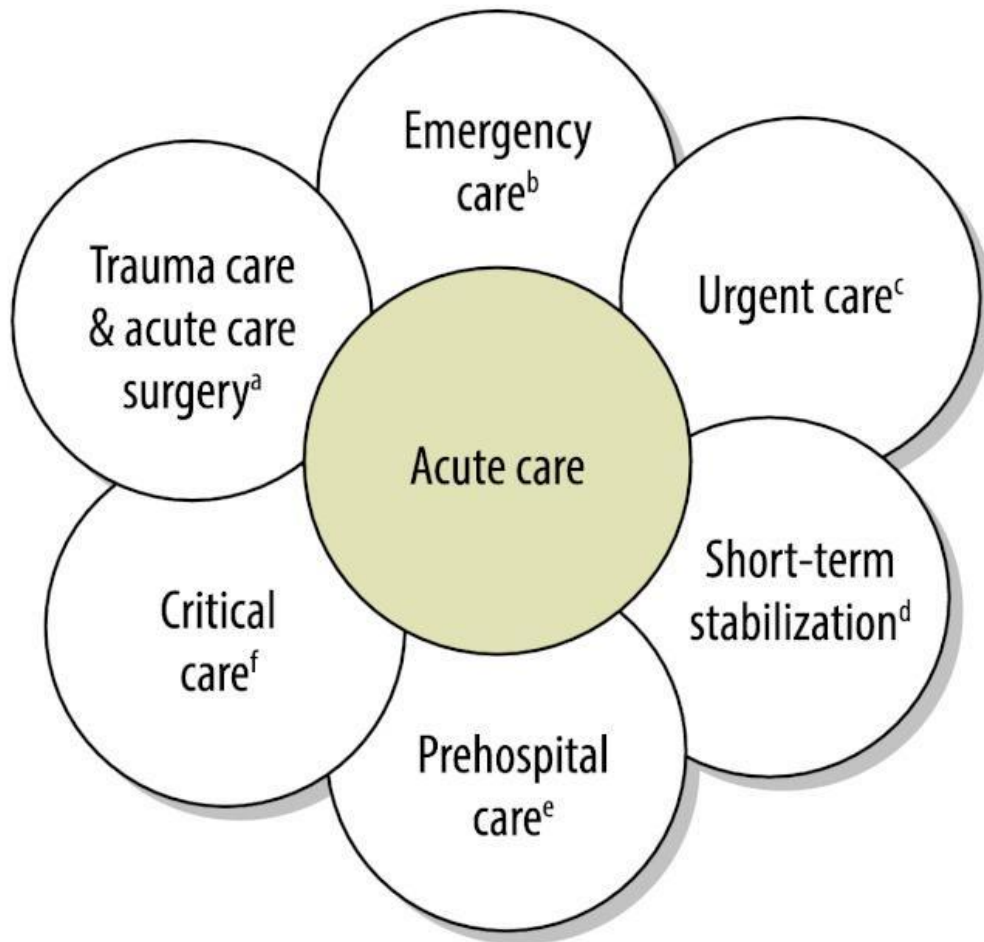 Emergency
care^b
Trauma care
& acute care
surgery^a
Urgent care^c
Acute care
Short-term
stabilization^d
Critical
care^f
Prehospital
care^e